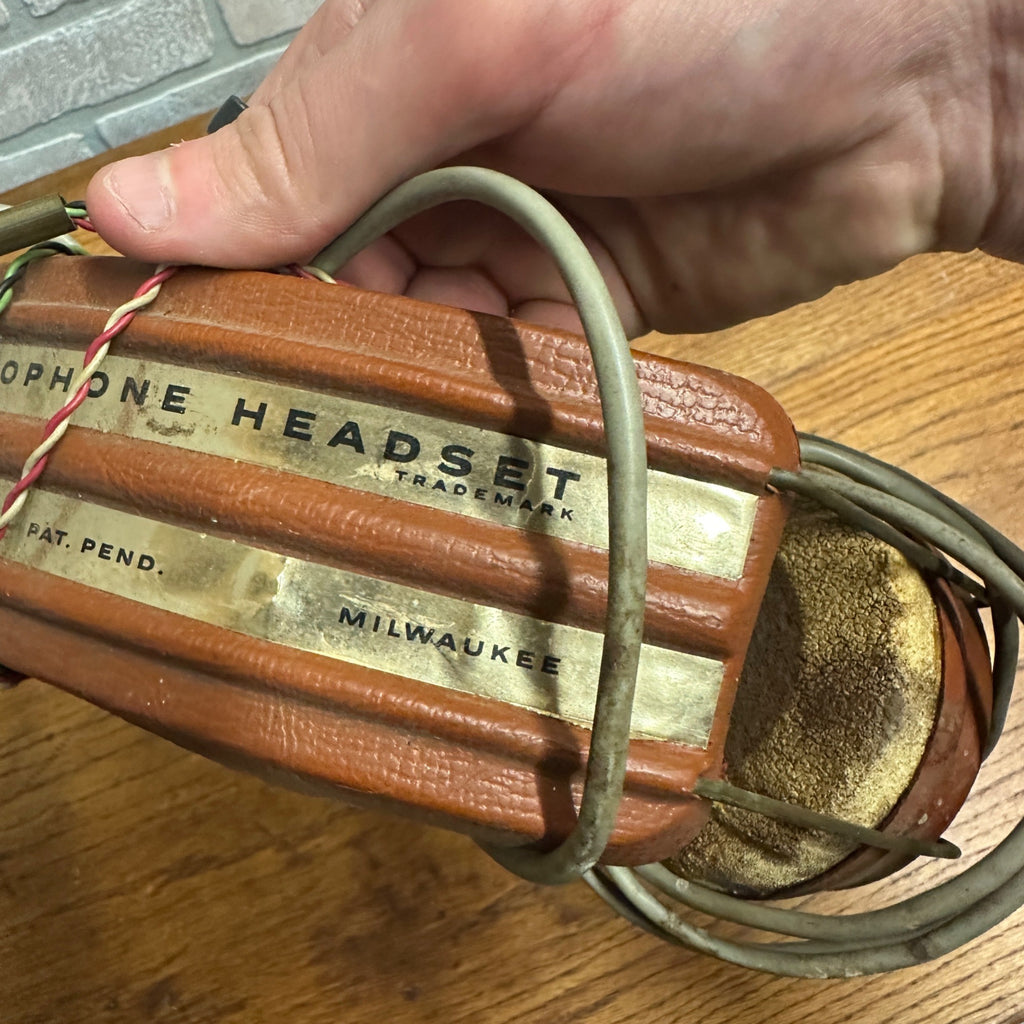 OPHONE HEADSET
TRADEMARK
PAT. PEND.
MILWAUKEE